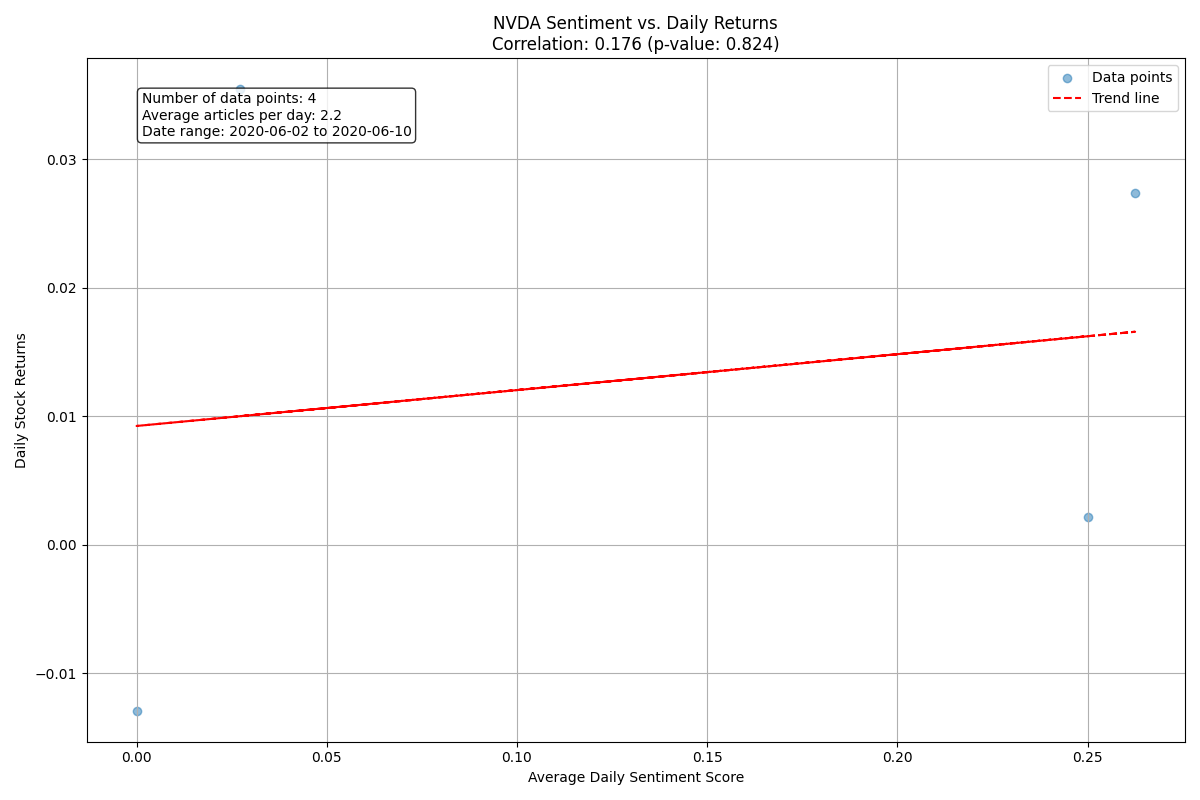 NVDA Sentiment vs. Daily Returns
Correlation: 0.176 (p-value: 0.824)
Number of data points: 4
Average articles per day: 2.2
Date range: 2020-06-02 to 2020-06-10
Data points
Trend line
Daily Stock Returns
0.03
0.02
0.01
0.00
−0.01
0.00 0.05 0.10 0.15 0.20 0.25
Average Daily Sentiment Score